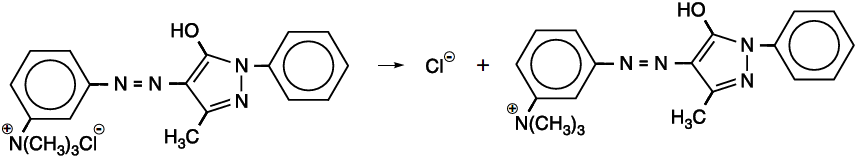 HO HO
N = N N → Cl⊖ + N = N N
N N
⊕ H₃C ⊕ H₃C
N(CH₃)₃Cl⊖ N(CH₃)₃